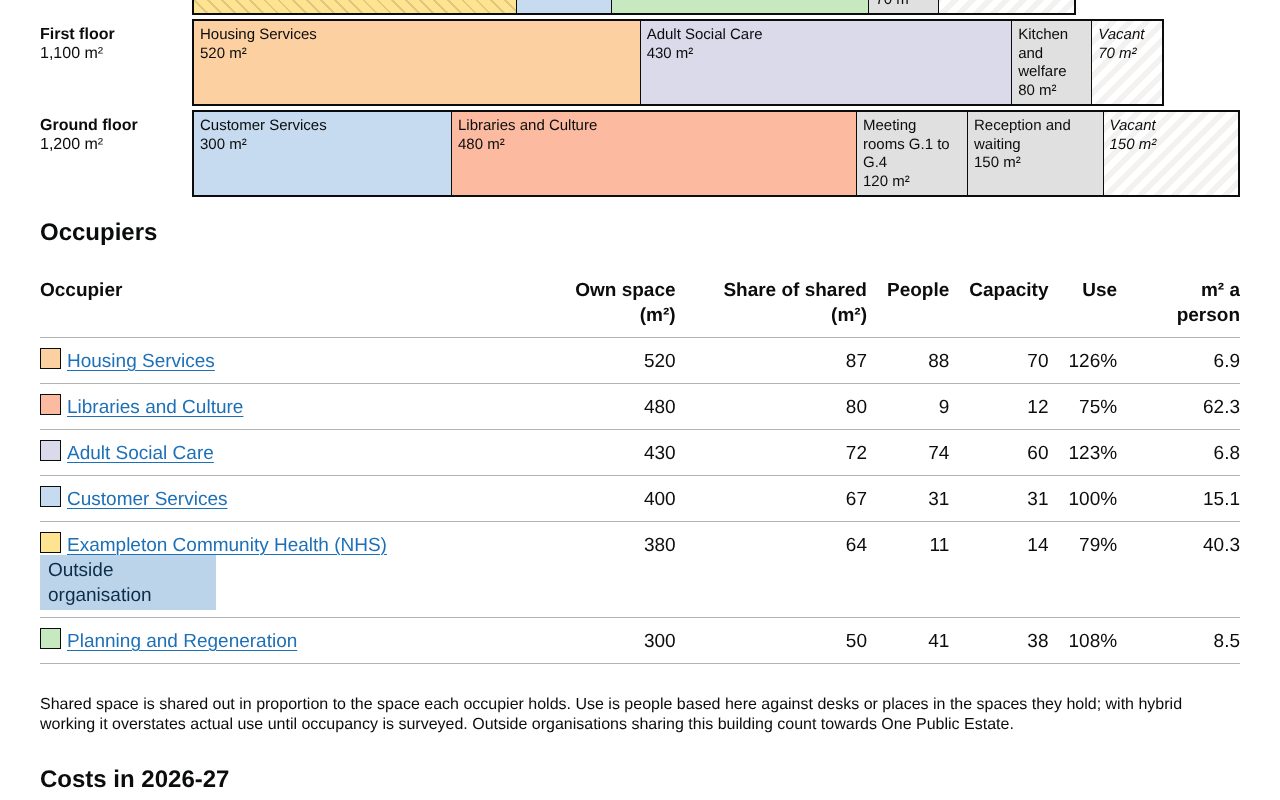 70 m²
First floor
1,100 m²
Housing Services
520 m²
Adult Social Care
430 m²
Kitchen
and
welfare
80 m²
Vacant
70 m²
Ground floor
1,200 m²
Customer Services
300 m²
Libraries and Culture
480 m²
Meeting
rooms G.1 to
G.4
120 m²
Reception and
waiting
150 m²
Vacant
150 m²
Occupiers
Occupier Own space (m²) Share of shared (m²) People Capacity Use m² a person
Housing Services 520 87 88 70 126% 6.9
Libraries and Culture 480 80 9 12 75% 62.3
Adult Social Care 430 72 74 60 123% 6.8
Customer Services 400 67 31 31 100% 15.1
Exampleton Community Health (NHS) 380 64 11 14 79% 40.3
Outside
organisation
Planning and Regeneration 300 50 41 38 108% 8.5
Shared space is shared out in proportion to the space each occupier holds. Use is people based here against desks or places in the spaces they hold; with hybrid
working it overstates actual use until occupancy is surveyed. Outside organisations sharing this building count towards One Public Estate.
Costs in 2026-27